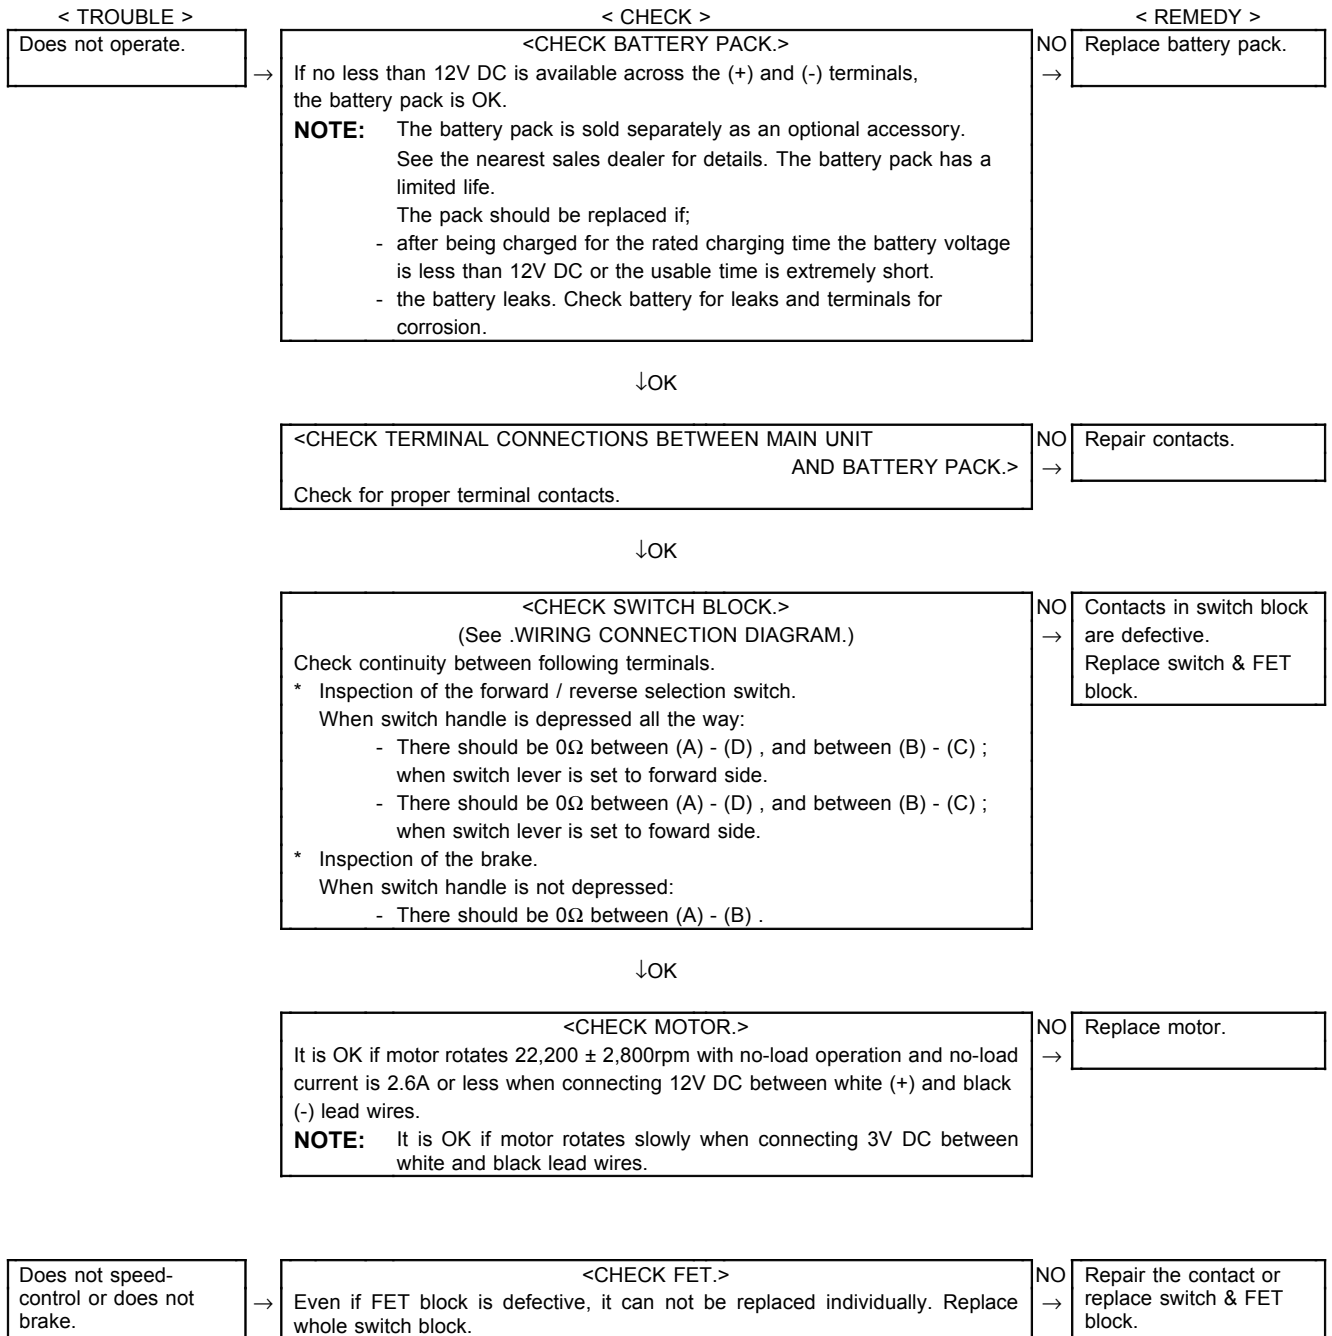 < TROUBLE >
< CHECK >
< REMEDY >
Does not operate.
→
<CHECK BATTERY PACK.>
If no less than 12V DC is available across the (+) and (-) terminals,
the battery pack is OK.
NOTE: The battery pack is sold separately as an optional accessory.
See the nearest sales dealer for details. The battery pack has a
limited life.
The pack should be replaced if;
- after being charged for the rated charging time the battery voltage
is less than 12V DC or the usable time is extremely short.
- the battery leaks. Check battery for leaks and terminals for
corrosion.
NO
→
Replace battery pack.
↓OK
<CHECK TERMINAL CONNECTIONS BETWEEN MAIN UNIT
AND BATTERY PACK.>
Check for proper terminal contacts.
NO
→
Repair contacts.
↓OK
<CHECK SWITCH BLOCK.>
(See .WIRING CONNECTION DIAGRAM.)
Check continuity between following terminals.
* Inspection of the forward / reverse selection switch.
When switch handle is depressed all the way:
- There should be 0Ω between (A) - (D) , and between (B) - (C) ;
when switch lever is set to forward side.
- There should be 0Ω between (A) - (D) , and between (B) - (C) ;
when switch lever is set to foward side.
* Inspection of the brake.
When switch handle is not depressed:
- There should be 0Ω between (A) - (B) .
NO
→
Contacts in switch block
are defective.
Replace switch & FET
block.
↓OK
<CHECK MOTOR.>
It is OK if motor rotates 22,200 ± 2,800rpm with no-load operation and no-load
current is 2.6A or less when connecting 12V DC between white (+) and black
(-) lead wires.
NOTE: It is OK if motor rotates slowly when connecting 3V DC between
white and black lead wires.
NO
→
Replace motor.
Does not speed-
control or does not
brake.
→
<CHECK FET.>
Even if FET block is defective, it can not be replaced individually. Replace
whole switch block.
NO
→
Repair the contact or
replace switch & FET
block.